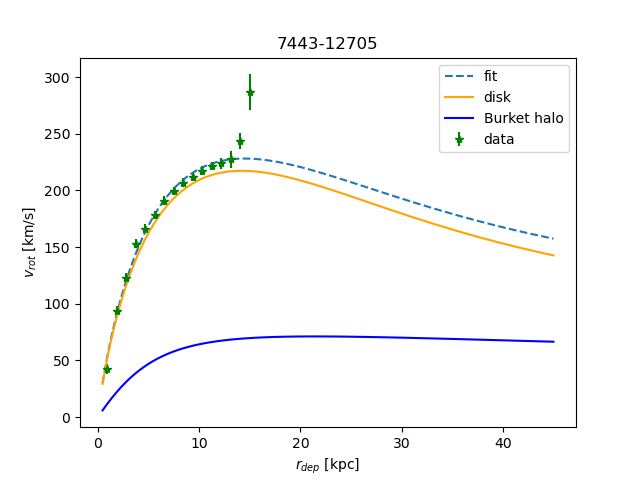 7443-12705
300
250
200
150
100
50
0
v_rot [km/s]
0 10 20 30 40
r_dep [kpc]
fit
disk
Burket halo
data